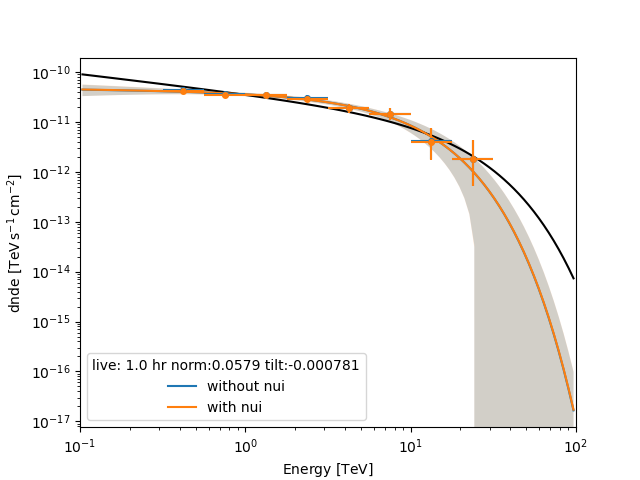 10⁻¹⁰
10⁻¹¹
10⁻¹²
10⁻¹³
10⁻¹⁴
10⁻¹⁵
10⁻¹⁶
10⁻¹⁷
dnde [TeV s⁻¹ cm⁻²]
live: 1.0 hr norm:0.0579 tilt:-0.000781
without nui
with nui
10⁻¹ 10⁰ 10¹ 10²
Energy [TeV]